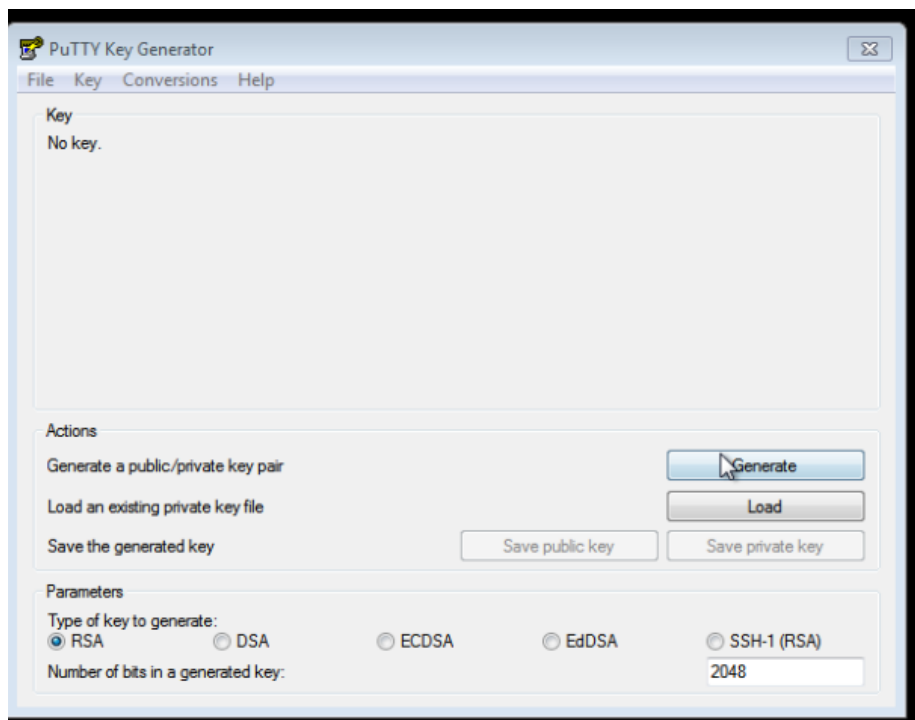 PuTTY Key Generator
File Key Conversions Help
Key
No key.
Actions
Generate a public/private key pair
Generate
Load an existing private key file
Load
Save the generated key
Save public key
Save private key
Parameters
Type of key to generate:
RSA DSA ECDSA EdDSA SSH-1 (RSA)
Number of bits in a generated key:
2048